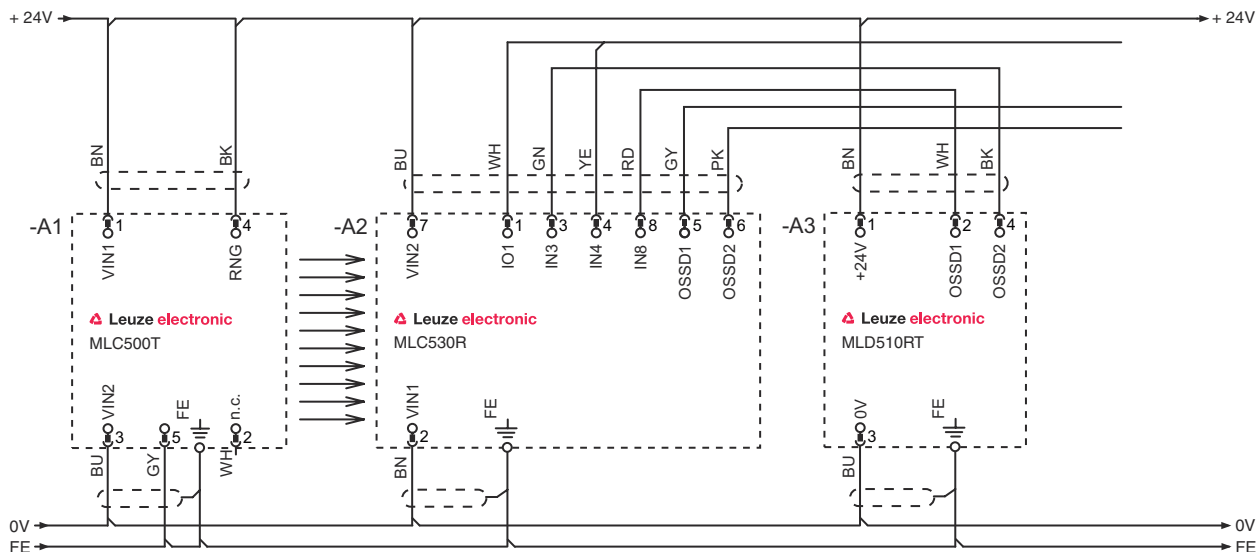 + 24V
+ 24V
BN
BK
BU
WH
GN
YE
RD
GY
PK
BN
WH
BK
-A1
1
4
-A2
7
1
3
4
8
5
6
-A3
1
2
4
VIN1
RNG
VIN2
IO1
IN3
IN4
IN8
OSSD1
OSSD2
+24V
OSSD1
OSSD2
Leuze electronic
MLC500T
Leuze electronic
MLC530R
Leuze electronic
MLD510RT
VIN2
FE
n.c.
VIN1
FE
0V
FE
3
5
2
2
3
BU
GY
WH
BN
BU
0V
0V
FE
FE